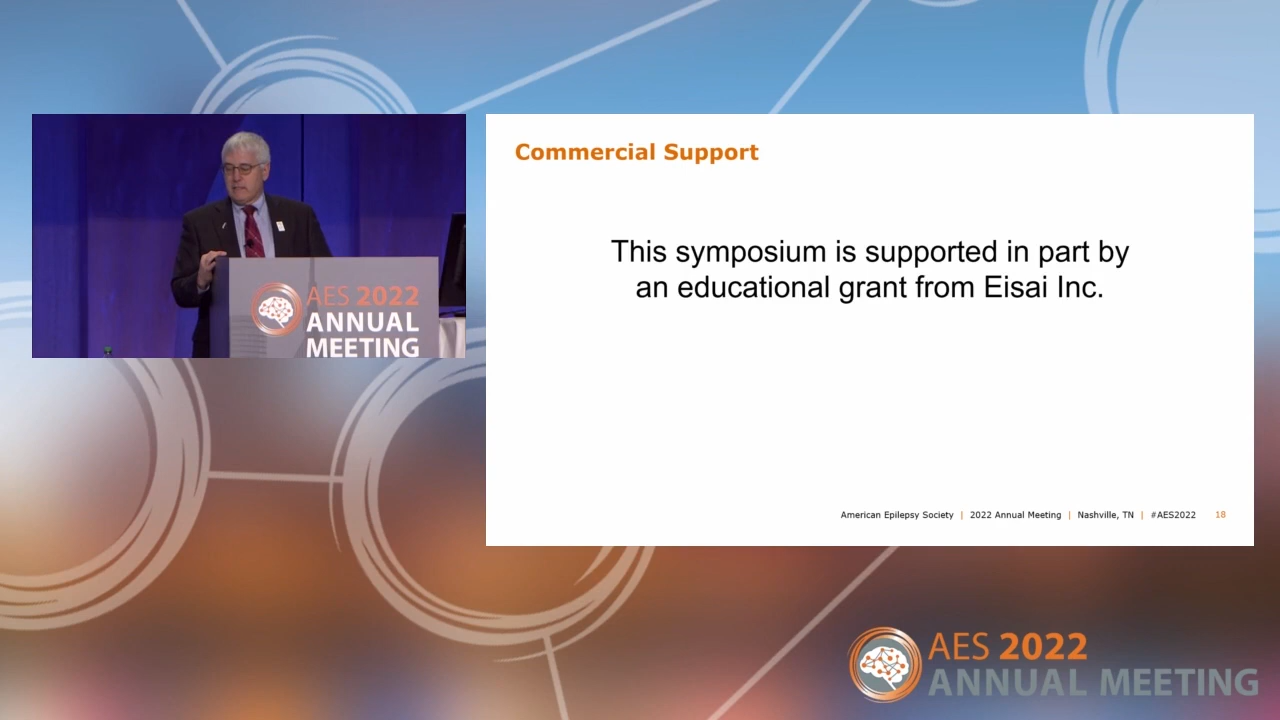 Commercial Support
This symposium is supported in part by
an educational grant from Eisai Inc.
American Epilepsy Society | 2022 Annual Meeting | Nashville, TN | #AES2022 18
AES 2022
ANNUAL
MEETING
AES 2022
ANNUAL MEETING